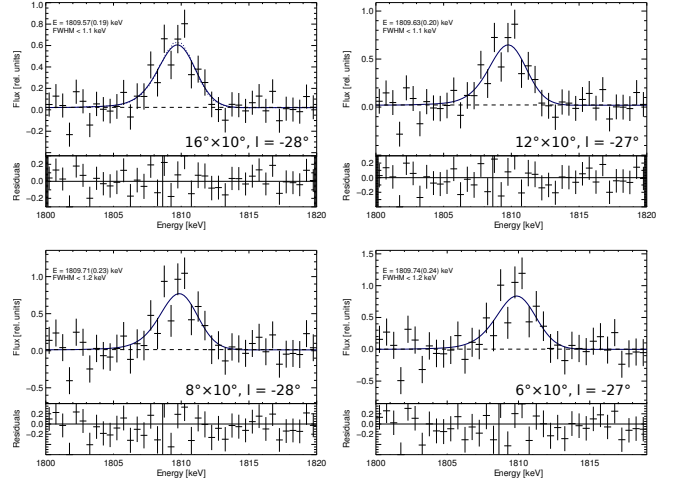 E = 1809.57(0.19) keV
FWHM < 1.1 keV
Flux [rel. units]
1.0
0.8
0.6
0.4
0.2
0.0
−0.2
16°×10°, l = -28°
Residuals
0.2
0.0
−0.2
1800 1805 1810 1815 1820
Energy [keV]
E = 1809.63(0.20) keV
FWHM < 1.1 keV
Flux [rel. units]
1.0
0.5
0.0
12°×10°, l = -27°
Residuals
0.2
0.0
−0.2
1800 1805 1810 1815 1820
Energy [keV]
E = 1809.71(0.23) keV
FWHM < 1.2 keV
Flux [rel. units]
1.0
0.5
0.0
−0.5
8°×10°, l = -28°
Residuals
0.2
0.0
−0.2
1800 1805 1810 1815 1820
Energy [keV]
E = 1809.74(0.24) keV
FWHM < 1.2 keV
Flux [rel. units]
1.5
1.0
0.5
0.0
−0.5
6°×10°, l = -27°
Residuals
0.2
0.0
−0.2
1800 1805 1810 1815
Energy [keV]